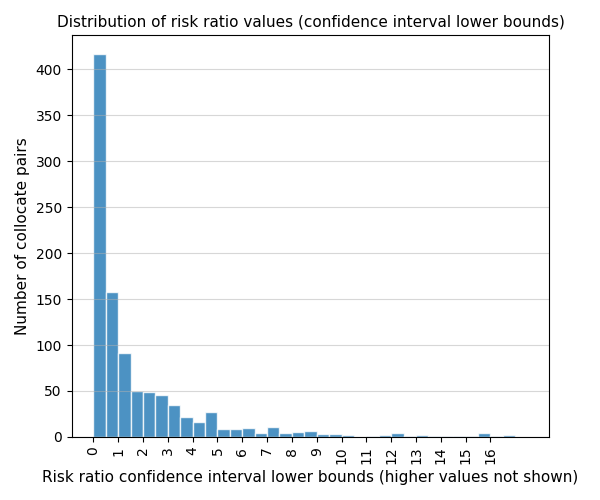 Distribution of risk ratio values (confidence interval lower bounds)
Number of collocate pairs
400
350
300
250
200
150
100
50
0
0 1 2 3 4 5 6 7 8 9 10 11 12 13 14 15 16
Risk ratio confidence interval lower bounds (higher values not shown)